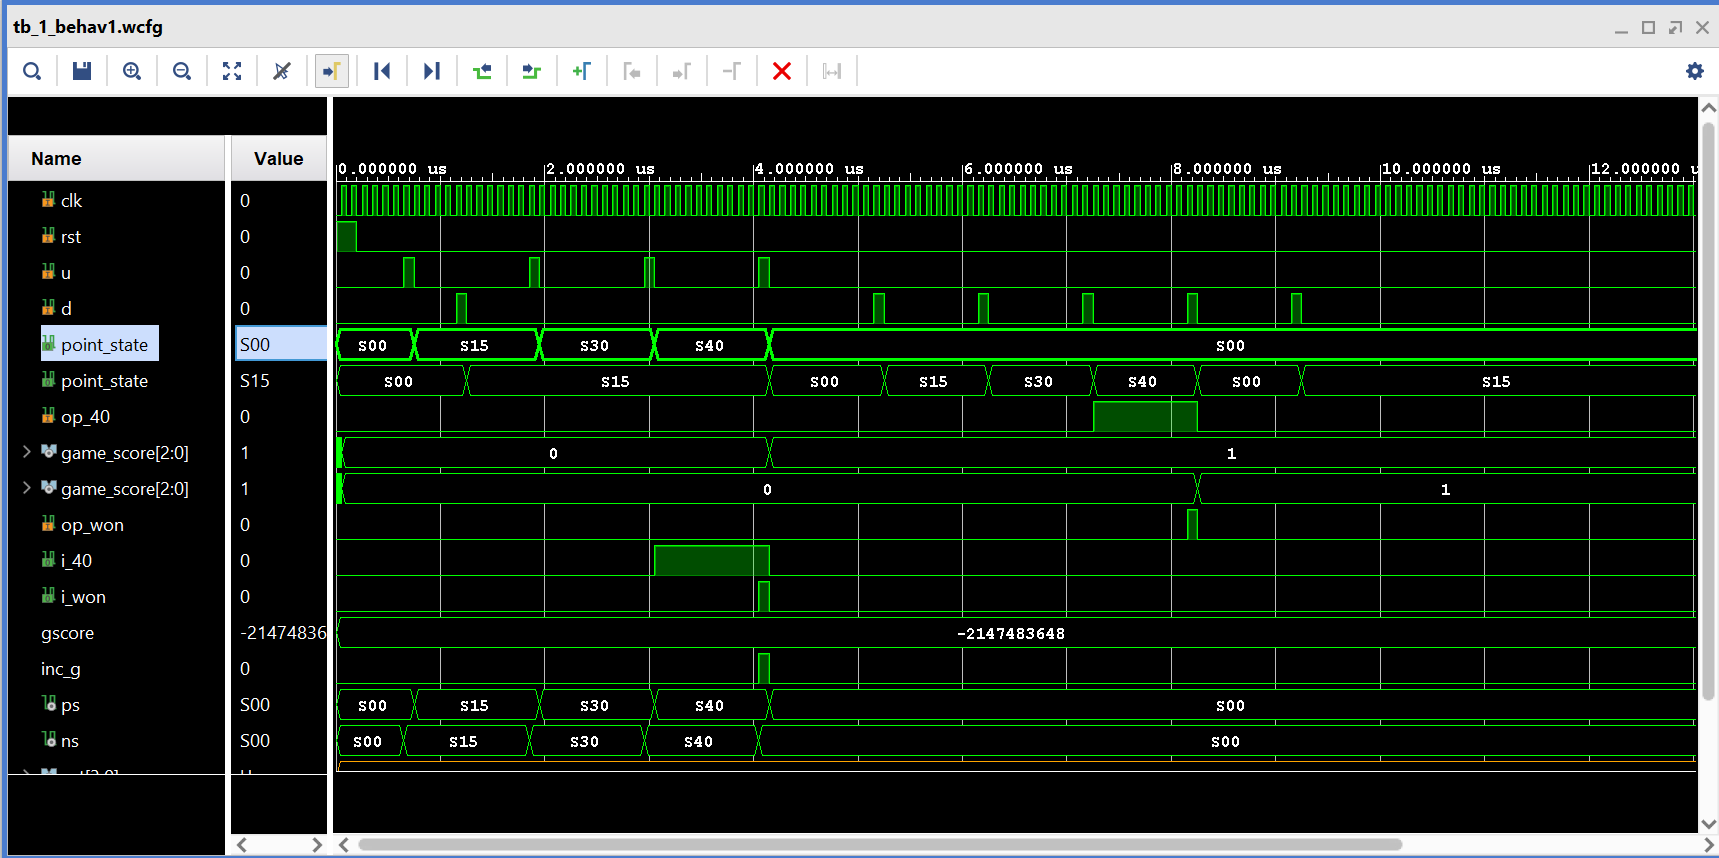 tb_1_behav1.wcfg
Name Value 0.000000 us 2.000000 us 4.000000 us 6.000000 us 8.000000 us 10.000000 us 12.000000 u
clk 0
rst 0
u 0
d 0
point_state S00 S00 S15 S30 S40 S00
point_state S15 S00 S15 S00 S15 S30 S40 S00 S15
op_40 0
game_score[2:0] 1 0 1
game_score[2:0] 1 0 1
op_won 0
i_40 0
i_won 0
gscore -21474836 -2147483648
inc_g 0
ps S00 S00 S15 S30 S40 S00
ns S00 S00 S15 S30 S40 S00